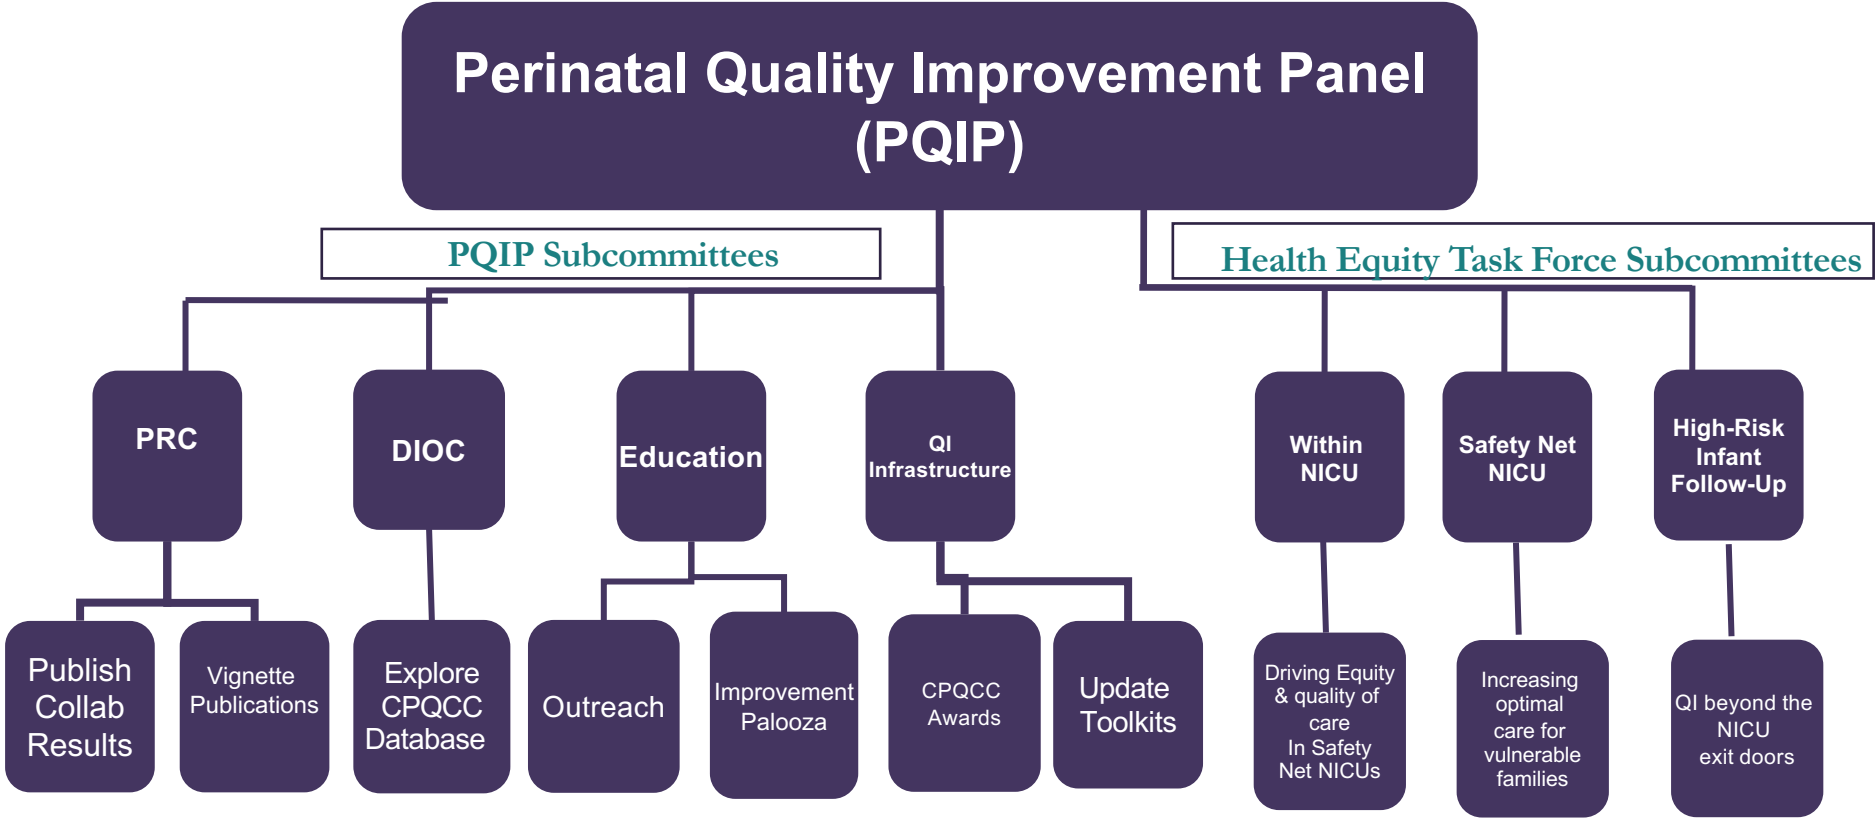 Perinatal Quality Improvement Panel
(PQIP)
PQIP Subcommittees
Health Equity Task Force Subcommittees
PRC
DIOC
Education
QI
Infrastructure
Within
NICU
Safety Net
NICU
High-Risk
Infant
Follow-Up
Publish
Collab
Results
Vignette
Publications
Explore
CPQCC
Database
Outreach
Improvement
Palooza
CPQCC
Awards
Update
Toolkits
Driving Equity
& quality of
care
In Safety
Net NICUs
Increasing
optimal
care for
vulnerable
families
QI beyond the
NICU
exit doors